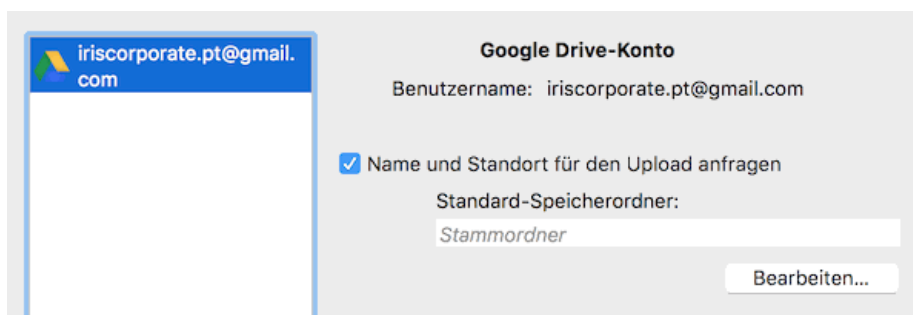 iriscorporate.pt@gmail.
com
Google Drive-Konto
Benutzername: iriscorporate.pt@gmail.com
Name und Standort für den Upload anfragen
Standard-Speicherordner:
Stammordner
Bearbeiten...